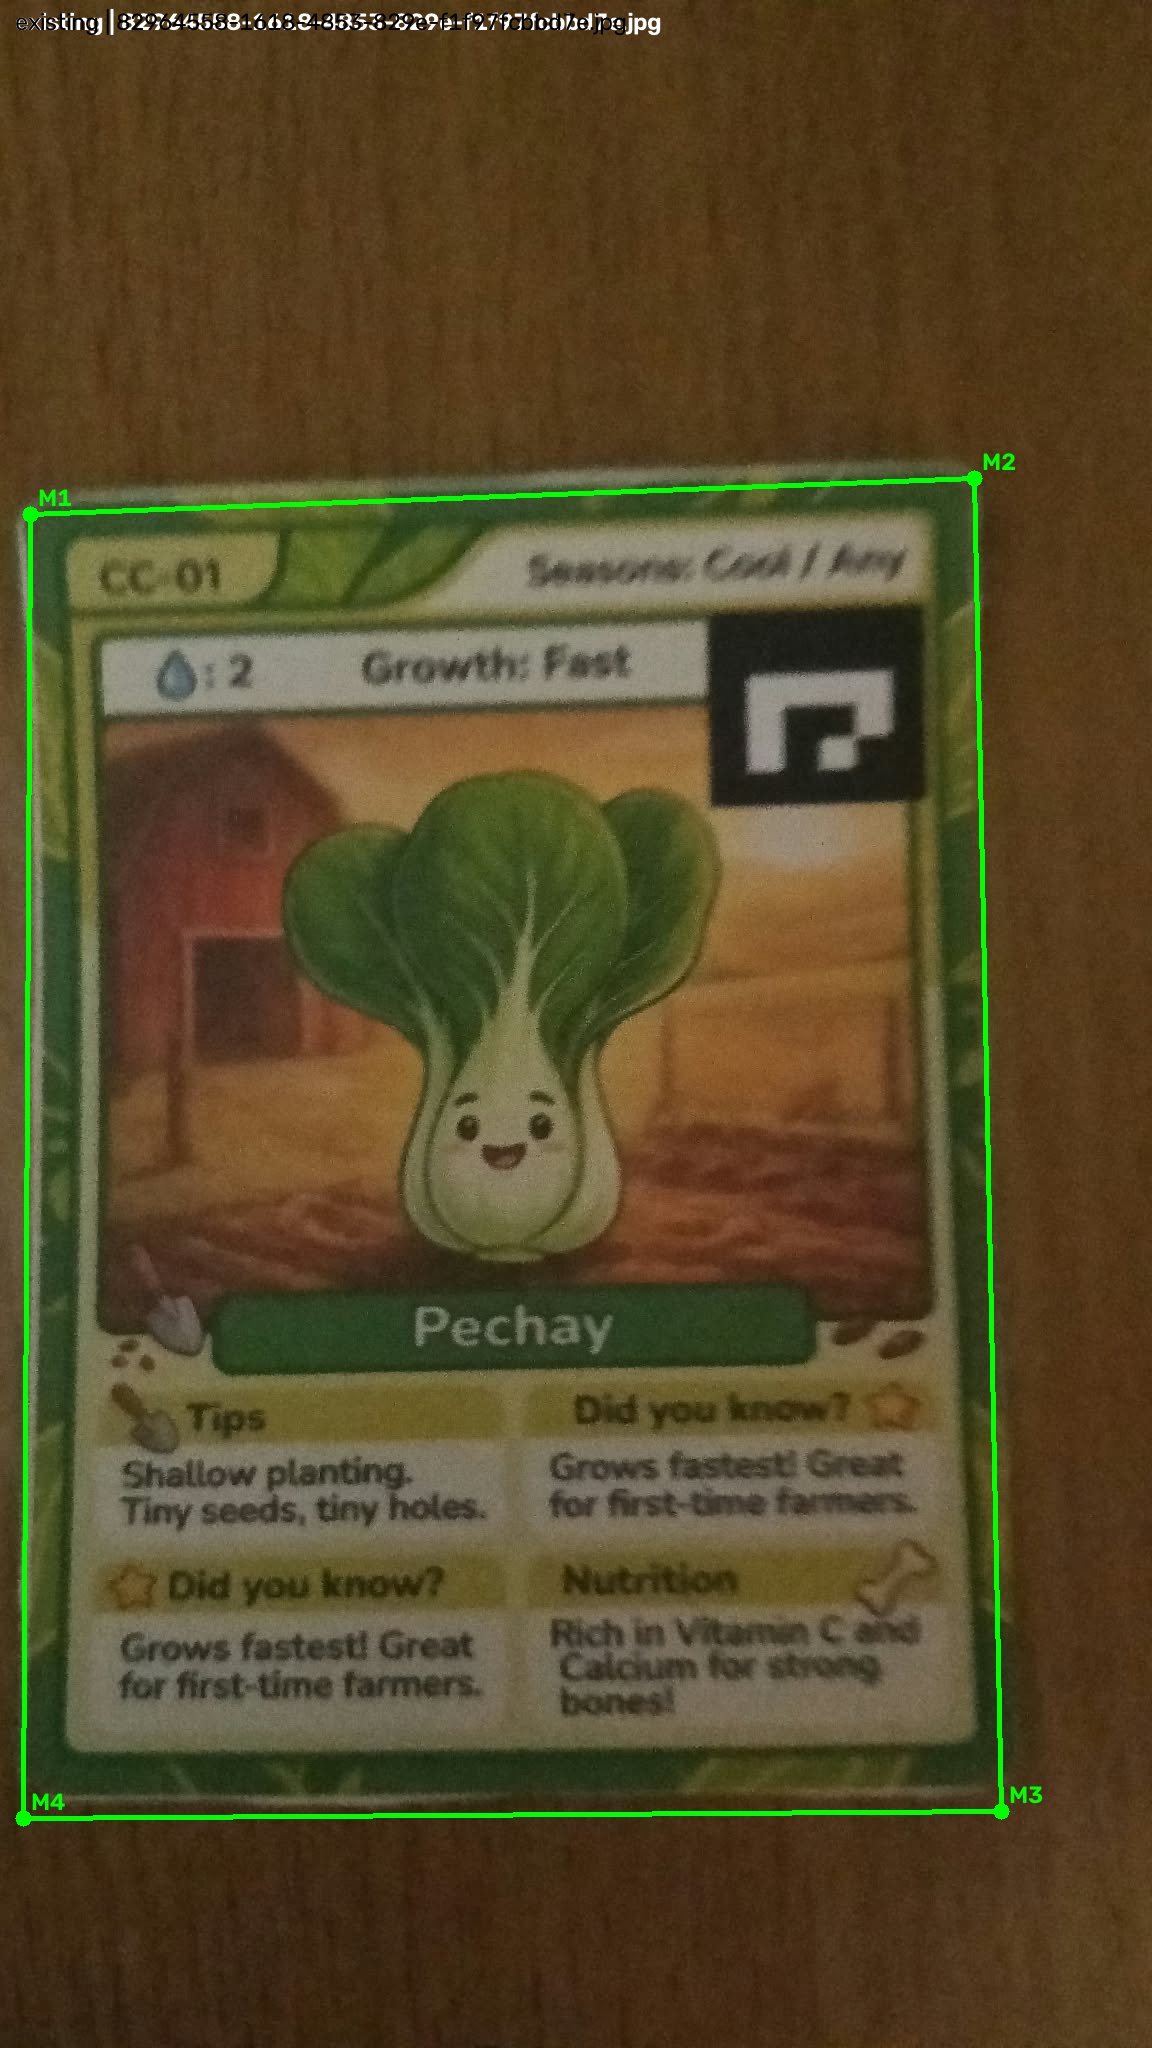 existing |
M1
M2
CC-01
Seasons: Cool / Any
: 2
Growth: Fast
Pechay
Tips
Shallow planting.
Tiny seeds, tiny holes.
Did you know?
Grows fastest! Great
for first-time farmers.
Did you know?
Grows fastest! Great
for first-time farmers.
Nutrition
Rich in Vitamin C and
Calcium for strong
bones!
M4
M3